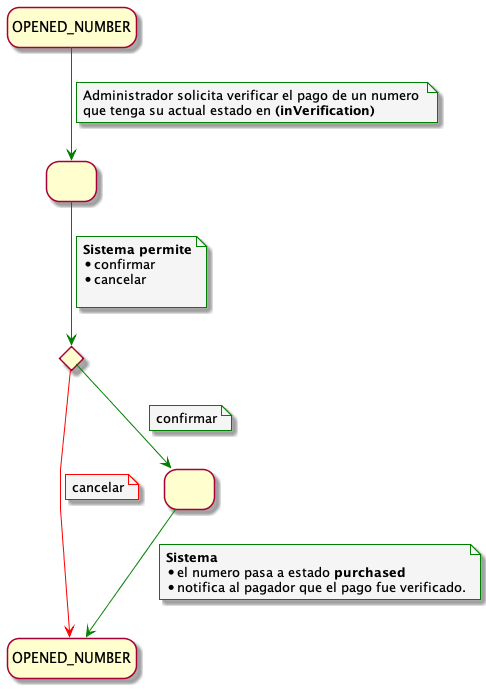 OPENED_NUMBER
Administrador solicita verificar el pago de un numero
que tenga su actual estado en (inVerification)
Sistema permite
• confirmar
• cancelar
confirmar
cancelar
Sistema
• el numero pasa a estado purchased
• notifica al pagador que el pago fue verificado.
OPENED_NUMBER